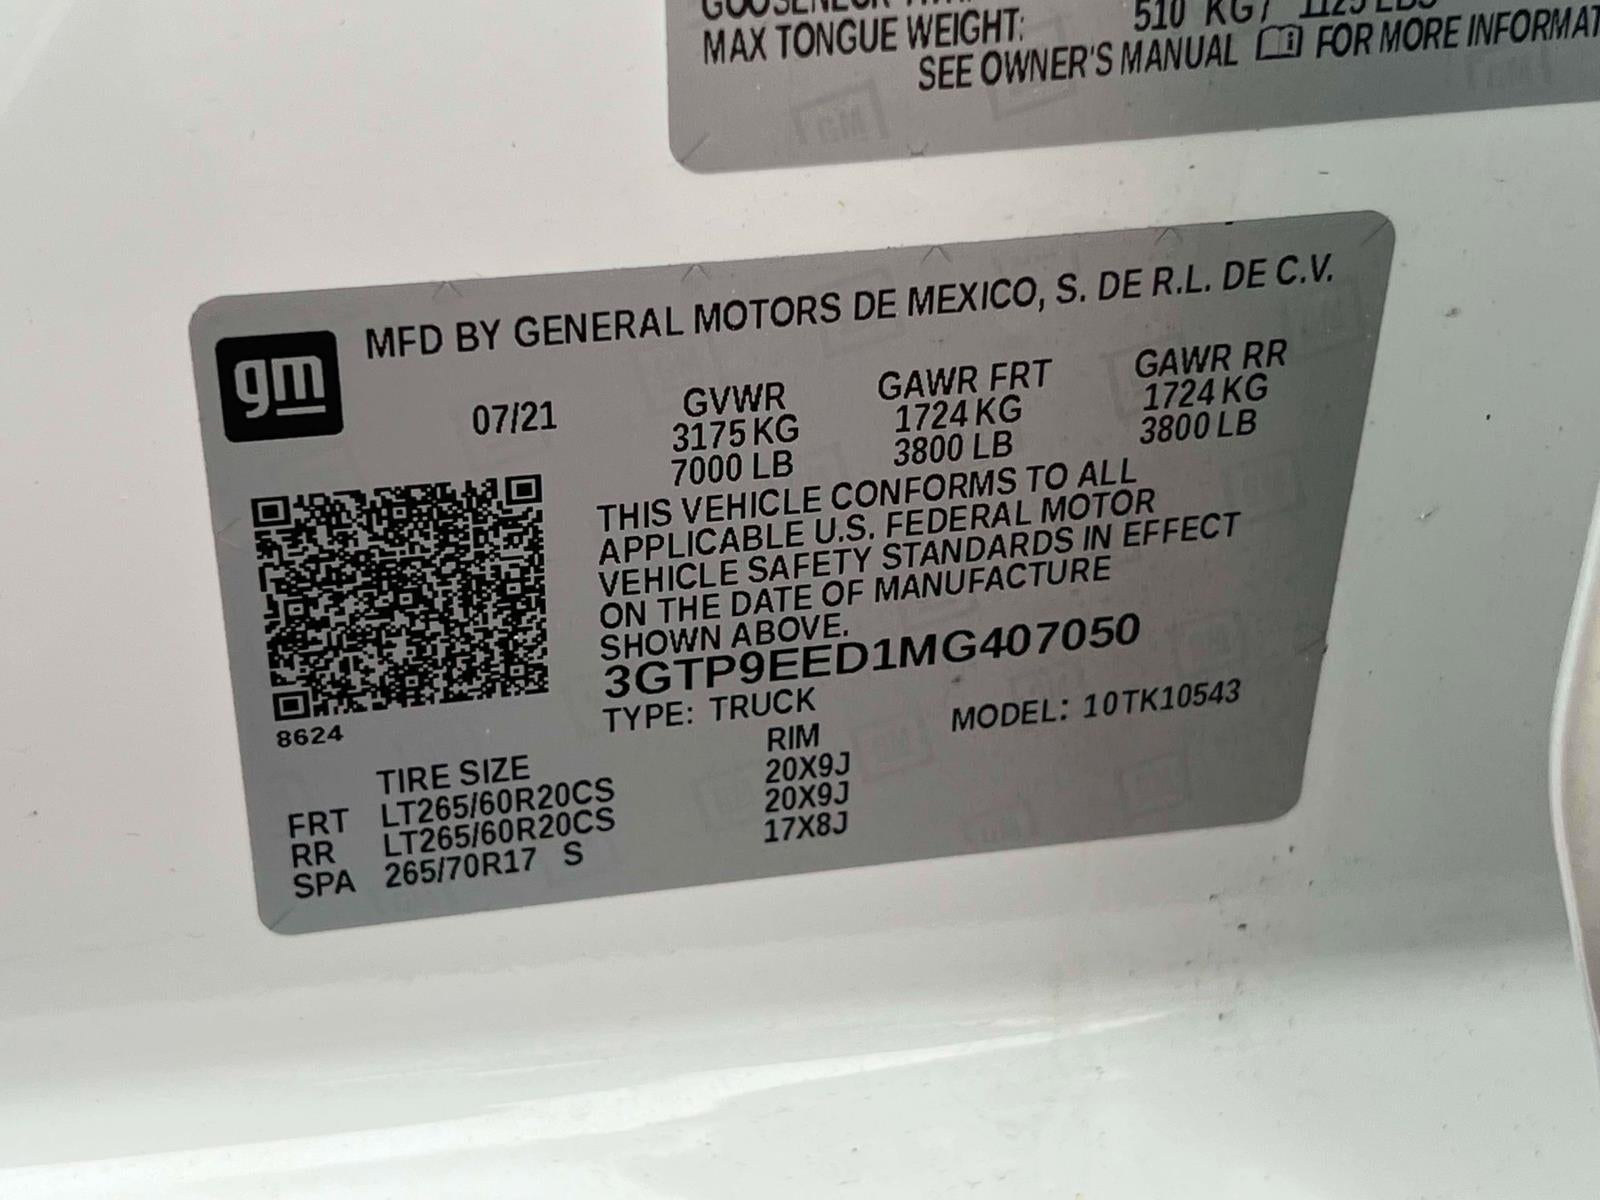 MAX TONGUE WEIGHT: 510 KG / 1125 LBS
SEE OWNER'S MANUAL FOR MORE INFORMAT
gm
MFD BY GENERAL MOTORS DE MEXICO, S. DE R.L. DE C.V.
07/21 GVWR GAWR FRT GAWR RR
3175 KG 1724 KG 1724 KG
7000 LB 3800 LB 3800 LB
THIS VEHICLE CONFORMS TO ALL
APPLICABLE U.S. FEDERAL MOTOR
VEHICLE SAFETY STANDARDS IN EFFECT
ON THE DATE OF MANUFACTURE
SHOWN ABOVE.
3GTP9EED1MG407050
TYPE: TRUCK MODEL: 10TK10543
8624
TIRE SIZE RIM
FRT LT265/60R20CS 20X9J
RR LT265/60R20CS 20X9J
SPA 265/70R17 S 17X8J